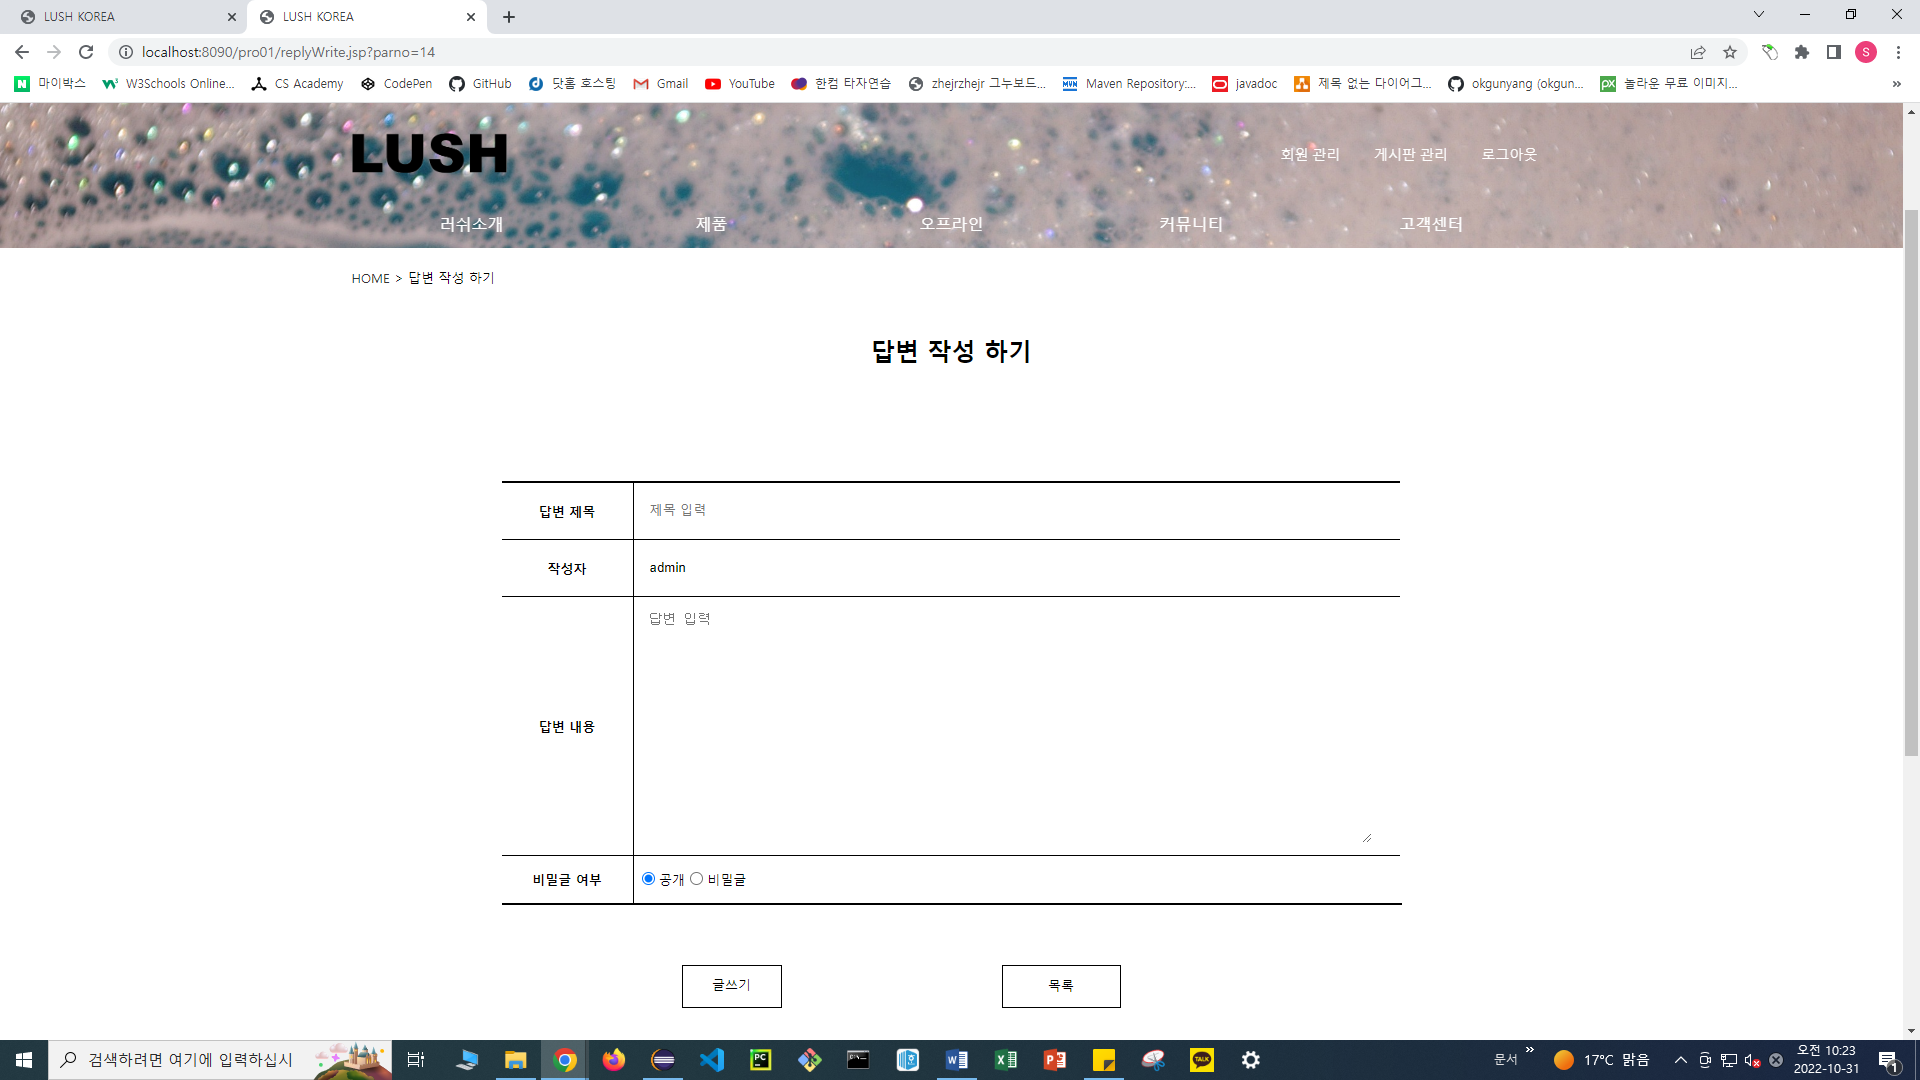 LUSH KOREA
LUSH KOREA
localhost:8090/pro01/replyWrite.jsp?parno=14
S
마이박스
W3Schools Online...
CS Academy
CodePen
GitHub
닷홈 호스팅
Gmail
YouTube
한컴 타자연습
zhejrzhejr 그누보드...
Maven Repository:...
javadoc
제목 없는 다이어그...
okgunyang (okgun...
놀라운 무료 이미지...
»
LUSH
회원 관리
게시판 관리
로그아웃
러쉬소개
제품
오프라인
커뮤니티
고객센터
HOME > 답변 작성 하기
답변 작성 하기
답변 제목
제목 입력
작성자
admin
답변 내용
답변 입력
비밀글 여부
공개
비밀글
글쓰기
목록
검색하려면 여기에 입력하십시
문서
»
17°C 맑음
오전 10:23
2022-10-31
1